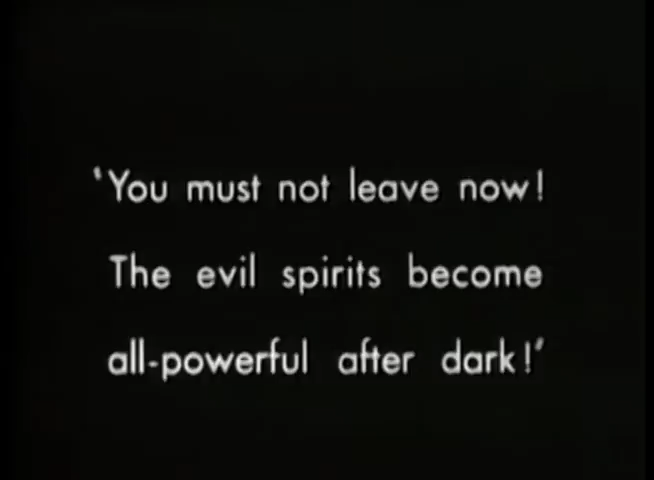 'You must not leave now!
The evil spirits become
all-powerful after dark!'